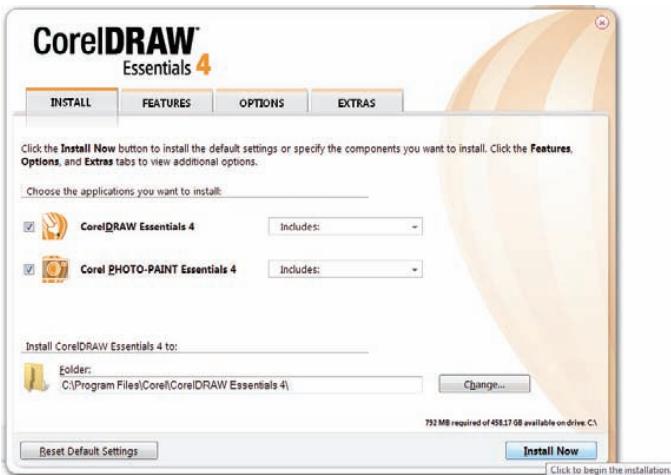 CorelDRAW
Essentials 4
INSTALL FEATURES OPTIONS EXTRAS
Click the Install Now button to install the default settings or specify the components you want to install. Click the Features,
Options, and Extras tabs to view additional options.
Choose the applications you want to install:
CorelDRAW Essentials 4 Includes:
Corel PHOTO-PAINT Essentials 4 Includes:
Install CorelDRAW Essentials 4 to:
Folder:
C:\Program Files\Corel\CorelDRAW Essentials 4\ Change...
792 MB required of 458.17 GB available on drive C:\
Reset Default Settings Install Now
Click to begin the installation.